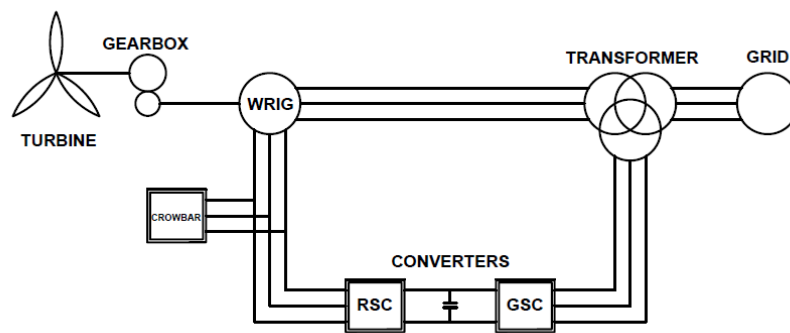 GEARBOX
TURBINE
WRIG
TRANSFORMER
GRID
CROWBAR
CONVERTERS
RSC
GSC